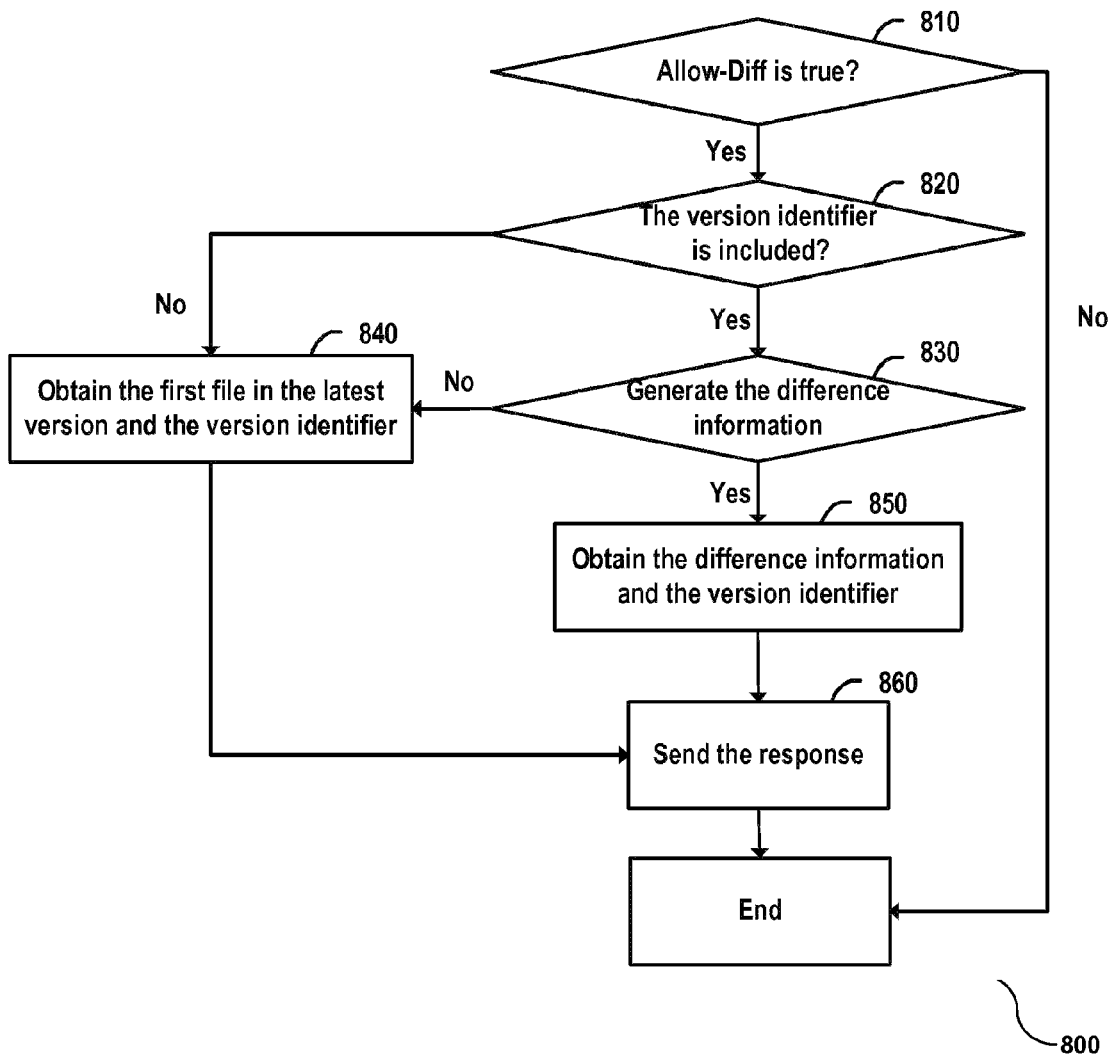 810
Allow-Diff is true?
Yes
820
The version identifier
is included?
No
Yes
No
840
830
Obtain the first file in the latest
version and the version identifier
No
Generate the difference
information
Yes
850
Obtain the difference information
and the version identifier
860
Send the response
End
800